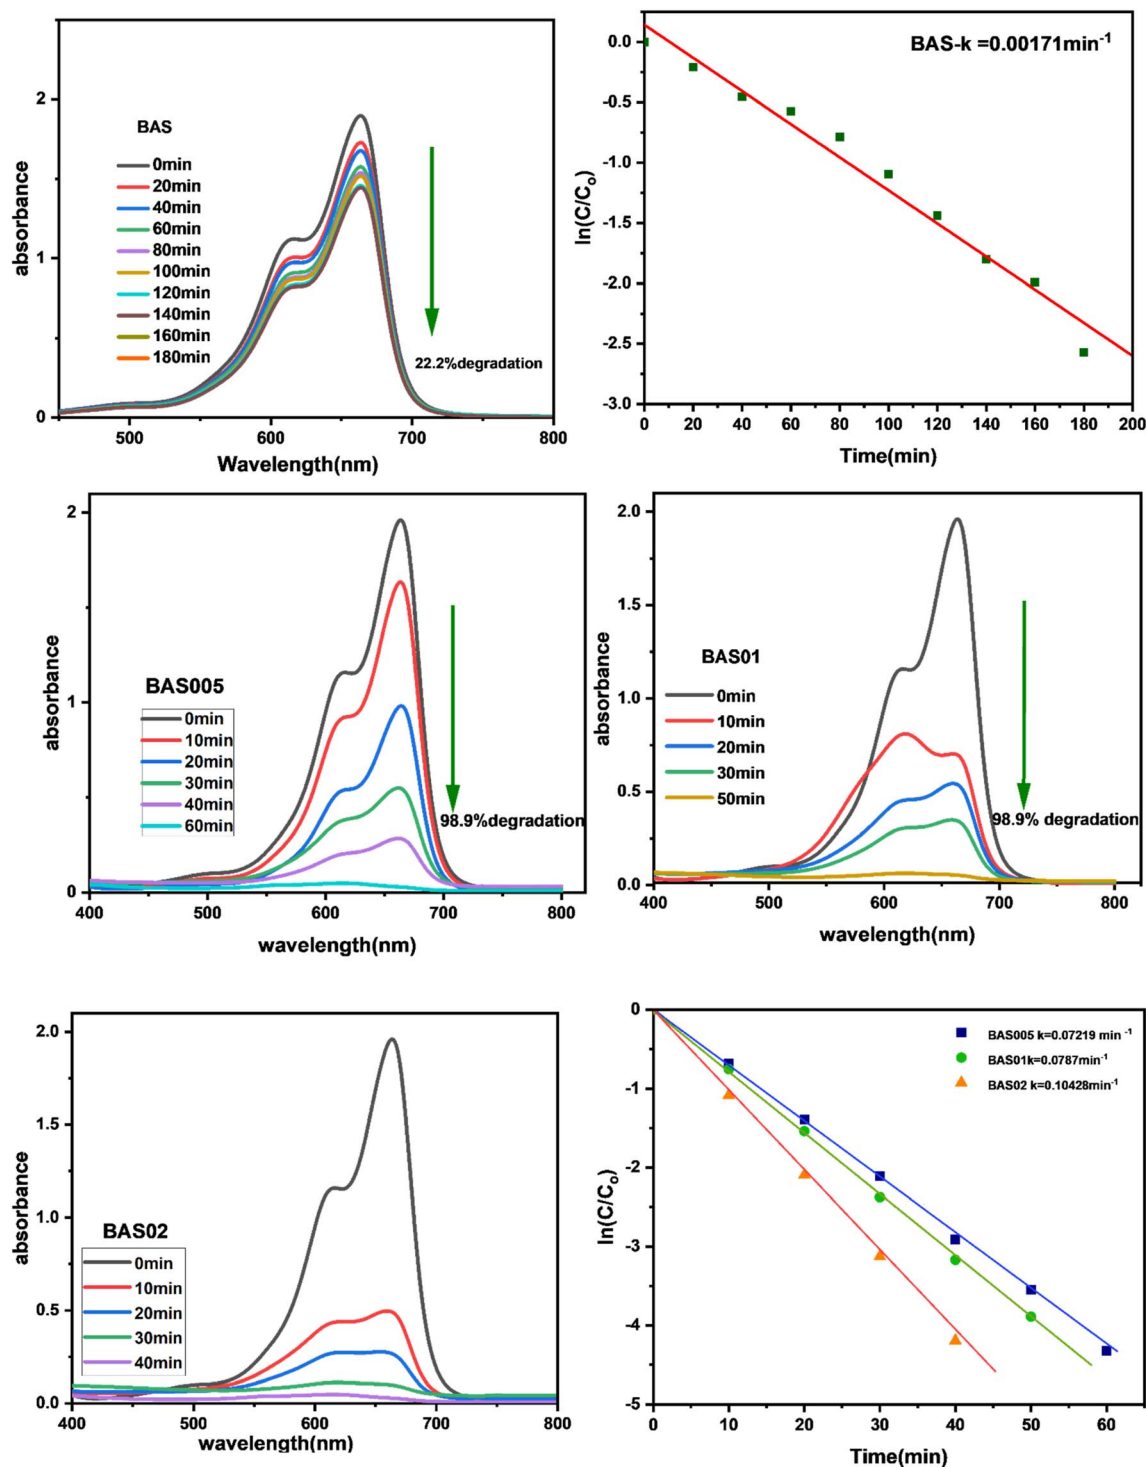 2
1
0
absorbance
BAS
0min
20min
40min
60min
80min
100min
120min
140min
160min
180min
22.2%degradation
500
600
700
800
Wavelength(nm)
0.0
-0.5
-1.0
-1.5
-2.0
-2.5
-3.0
ln(C/Co)
BAS-k =0.00171min-1
0
20
40
60
80
100
120
140
160
180
200
Time(min)
2
1
0
absorbance
BAS005
0min
10min
20min
30min
40min
60min
98.9%degradation
400
500
600
700
800
wavelength(nm)
2.0
1.5
1.0
0.5
0.0
absorbance
BAS01
0min
10min
20min
30min
50min
98.9% degradation
400
500
600
700
800
wavelength(nm)
2.0
1.5
1.0
0.5
0.0
absorbance
BAS02
0min
10min
20min
30min
40min
400
500
600
700
800
wavelength(nm)
0
-1
-2
-3
-4
-5
ln(C/Co)
BAS005 k=0.07219 min-1
BAS01k=0.0787min-1
BAS02 k=0.10428min-1
0
10
20
30
40
50
60
Time(min)